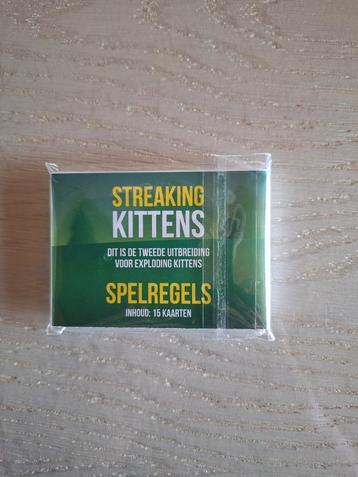 STREAKING
KITTENS
DIT IS DE TWEEDE UITBREIDING
VOOR EXPLODING KITTENS
SPELREGELS
INHOUD: 15 KAARTEN